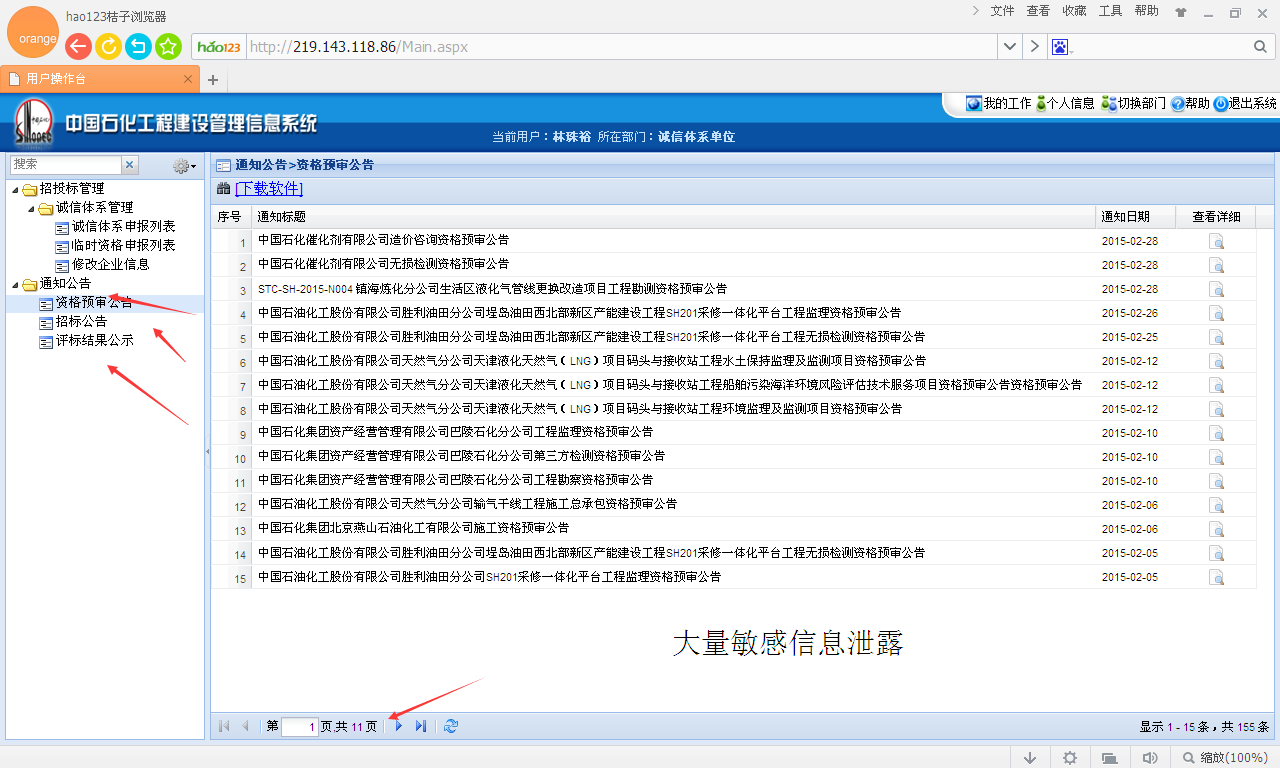 hao123桔子浏览器
文件 查看 收藏 工具 帮助
orange
hao123 http://219.143.118.86/Main.aspx
用户操作台
中国石化工程建设管理信息系统
我的工作 个人信息 切换部门 帮助 退出系统
当前用户：林珠裕 所在部门：诚信体系单位
搜索
招投标管理
诚信体系管理
诚信体系申报列表
临时资格申报列表
修改企业信息
通知公告
资格预审公告
招标公告
评标结果公示
通知公告>资格预审公告
[下载软件]
序号 通知标题 通知日期 查看详细
1 中国石化催化剂有限公司造价咨询资格预审公告 2015-02-28
2 中国石化催化剂有限公司无损检测资格预审公告 2015-02-28
3 STC-SH-2015-N004 镇海炼化分公司生活区液化气管线更换改造项目工程勘测资格预审公告 2015-02-28
4 中国石油化工股份有限公司胜利油田分公司埕岛油田西北部新区产能建设工程SH201采修一体化平台工程监理资格预审公告 2015-02-26
5 中国石油化工股份有限公司胜利油田分公司埕岛油田西北部新区产能建设工程SH201采修一体化平台工程无损检测资格预审公告 2015-02-25
6 中国石油化工股份有限公司天然气分公司天津液化天然气（LNG）项目码头与接收站工程水土保持监理及监测项目资格预审公告 2015-02-12
7 中国石油化工股份有限公司天然气分公司天津液化天然气（LNG）项目码头与接收站工程船舶污染海洋环境风险评估技术服务项目资格预审公告资格预审公告 2015-02-12
8 中国石油化工股份有限公司天然气分公司天津液化天然气（LNG）项目码头与接收站工程环境监理及监测项目资格预审公告 2015-02-12
9 中国石化集团资产经营管理有限公司巴陵石化分公司工程监理资格预审公告 2015-02-10
10 中国石化集团资产经营管理有限公司巴陵石化分公司第三方检测资格预审公告 2015-02-10
11 中国石化集团资产经营管理有限公司巴陵石化分公司工程勘察资格预审公告 2015-02-10
12 中国石油化工股份有限公司天然气分公司输气干线工程施工总承包资格预审公告 2015-02-06
13 中国石化集团北京燕山石油化工有限公司施工资格预审公告 2015-02-06
14 中国石油化工股份有限公司胜利油田分公司埕岛油田西北部新区产能建设工程SH201采修一体化平台工程无损检测资格预审公告 2015-02-05
15 中国石油化工股份有限公司胜利油田分公司SH201采修一体化平台工程监理资格预审公告 2015-02-05
大量敏感信息泄露
第 1 页,共 11 页
显示 1 - 15 条，共 155 条
缩放(100%)